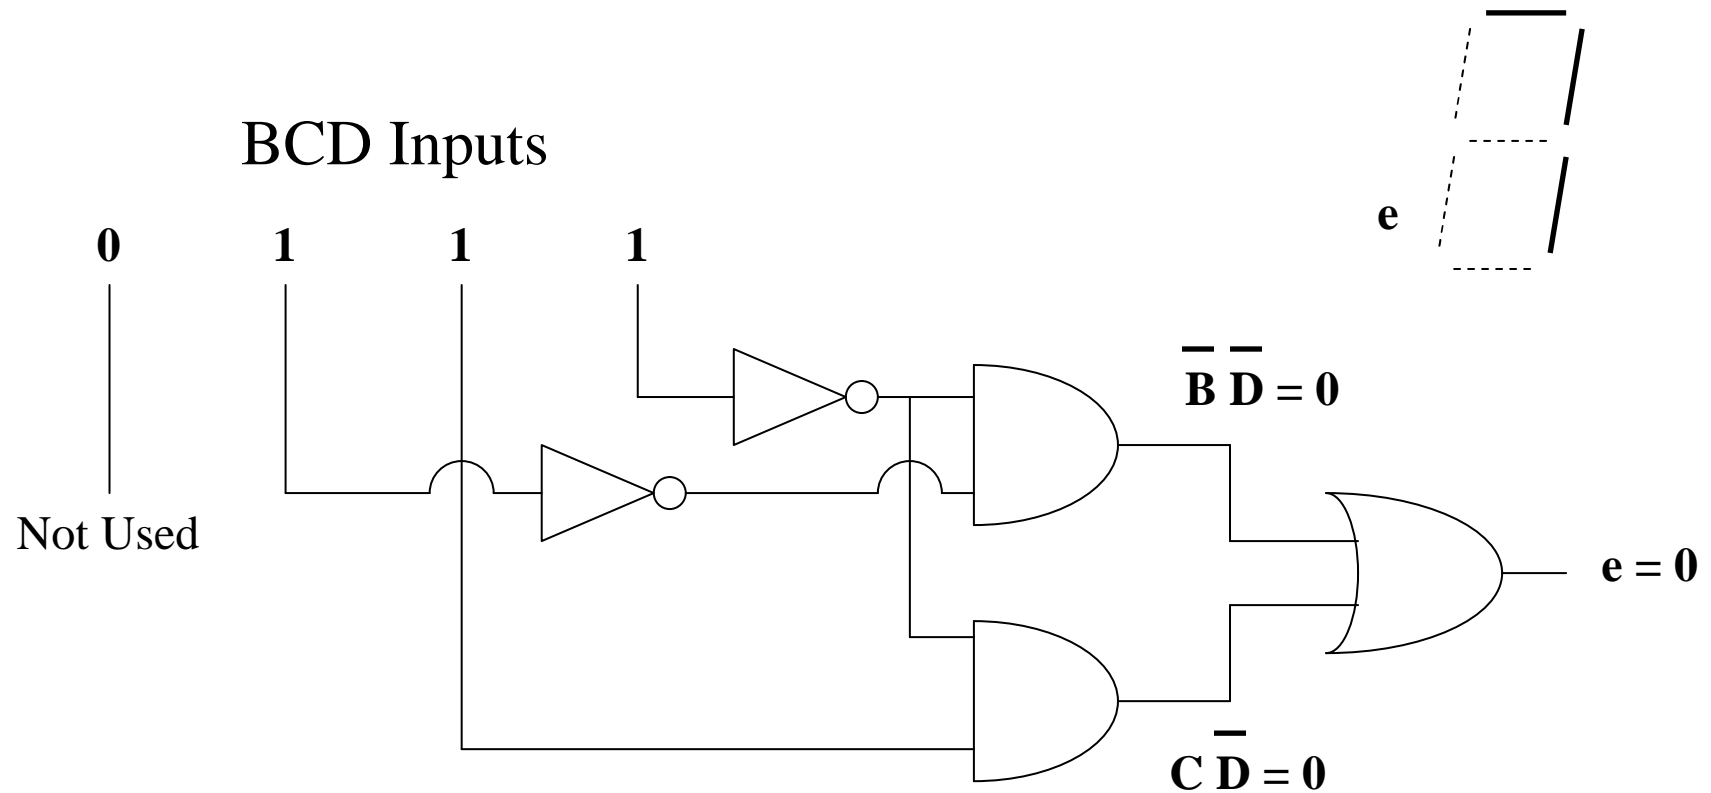 BCD Inputs
e
0 1 1 1
B̅ D̅ = 0
Not Used
e = 0
C D̅ = 0